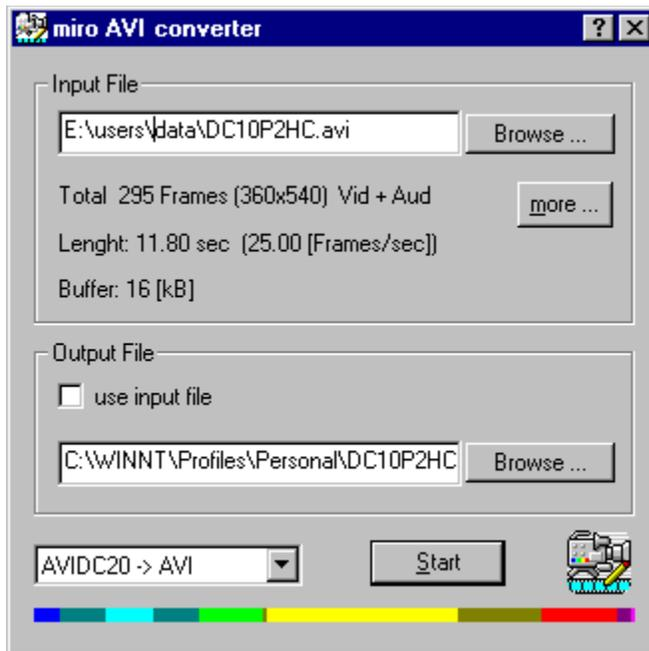 miro AVI converter
Input File
E:\users\data\DC10P2HC.avi
Browse ...
Total 295 Frames (360x540) Vid + Aud
more ...
Lenght: 11.80 sec (25.00 [Frames/sec])
Buffer: 16 [kB]
Output File
use input file
C:\WINNT\Profiles\Personal\DC10P2HC
Browse ...
AVIDC20 -> AVI
Start